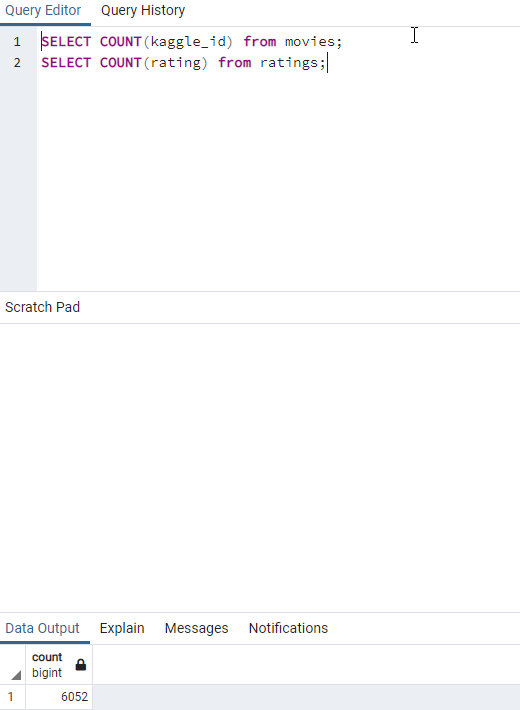 Query Editor Query History
1 SELECT COUNT(kaggle_id) from movies;
2 SELECT COUNT(rating) from ratings;
Scratch Pad
Data Output Explain Messages Notifications
count
bigint
1 6052